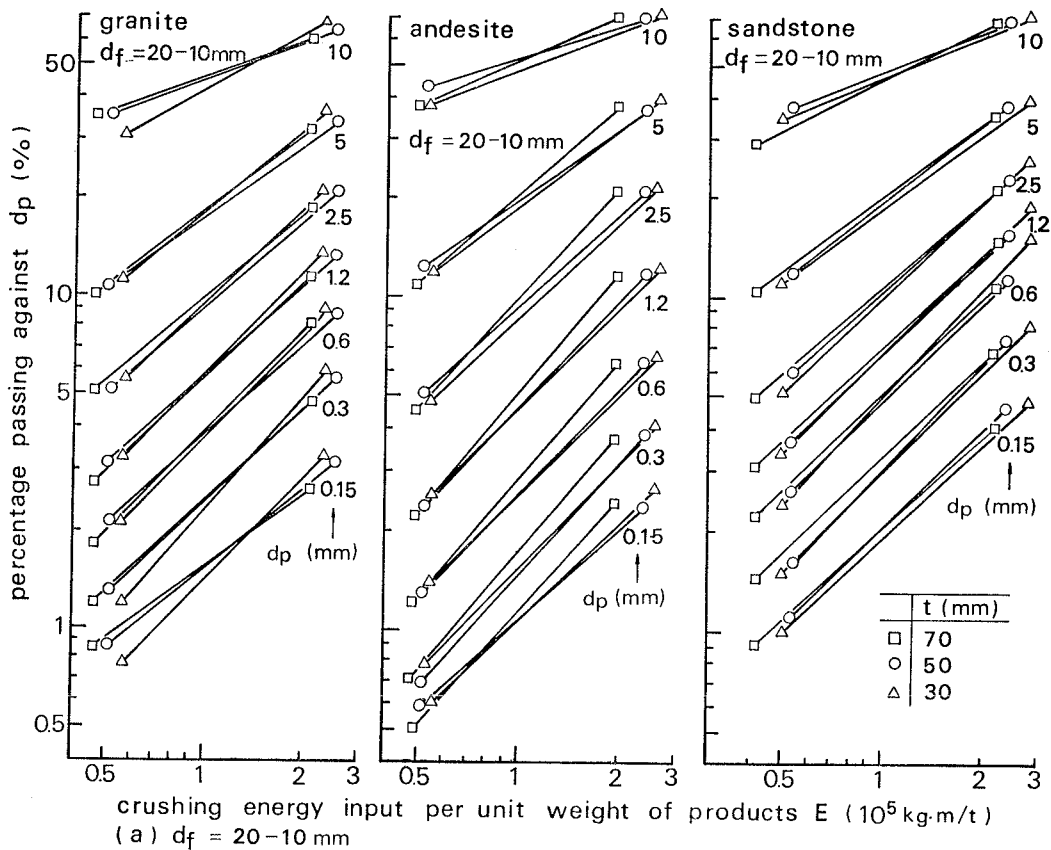 granite
df = 20-10mm
andesite
df = 20-10 mm
sandstone
df = 20-10 mm
percentage passing against dp (%)
50
10
5
1
0.5
10
5
2.5
1.2
0.6
0.3
0.15
dp (mm)
10
5
2.5
1.2
0.6
0.3
0.15
dp (mm)
10
5
2.5
1.2
0.6
0.3
0.15
dp (mm)
t (mm)
□ 70
○ 50
△ 30
0.5 1 2 3
0.5 1 2 3
0.5 1 2 3
crushing energy input per unit weight of products E (10⁵ kg·m/t)
(a) df = 20-10 mm